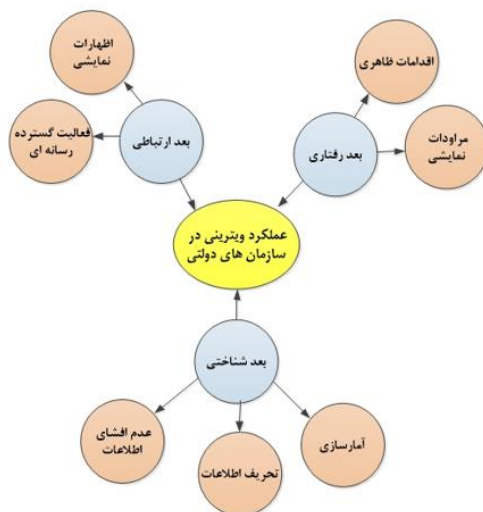 اظهارات
نمایشی
فعالیت گسترده
رسانه ای
بعد ارتباطی
اقدامات ظاهری
بعد رفتاری
مراودات
نمایشی
عملکرد ویترینی در
سازمان های دولتی
بعد شناختی
عدم افشای
اطلاعات
تحریف اطلاعات
آمارسازی